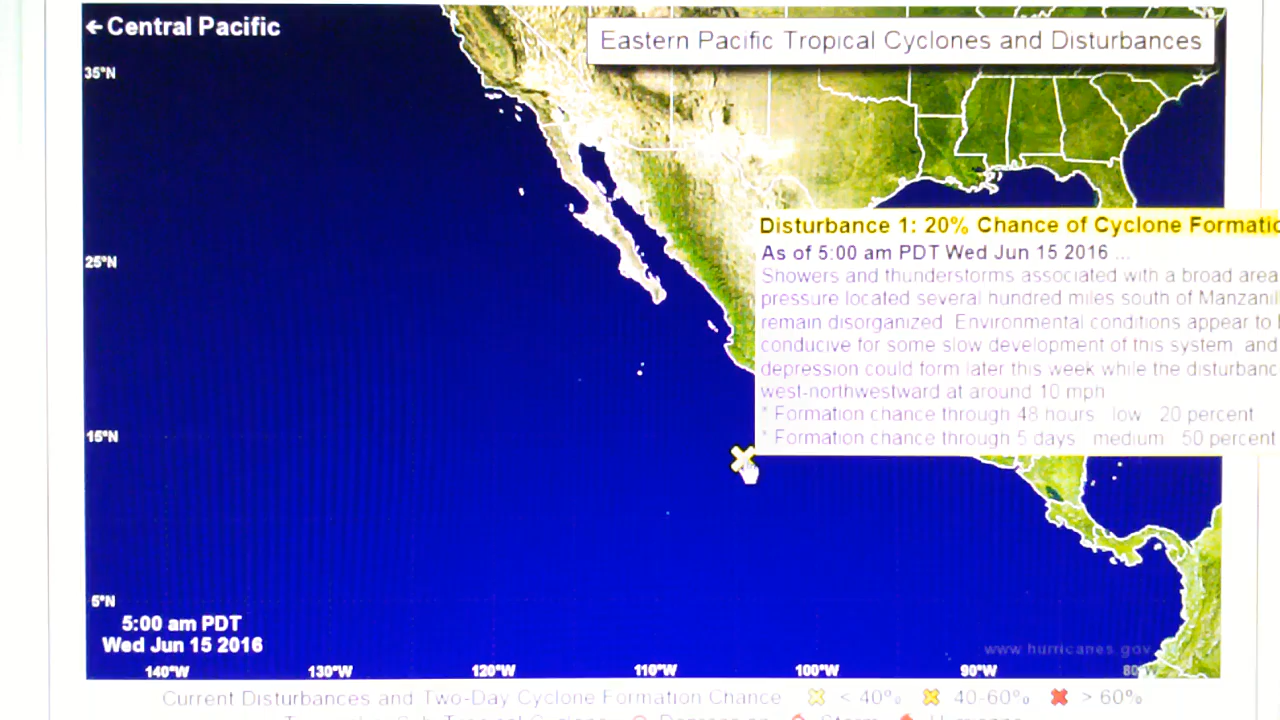 ← Central Pacific
Eastern Pacific Tropical Cyclones and Disturbances
35°N
25°N
15°N
5°N
Disturbance 1: 20% Chance of Cyclone Formatio
As of 5:00 am PDT Wed Jun 15 2016 ...
Showers and thunderstorms associated with a broad area
pressure located several hundred miles south of Manzanil
remain disorganized Environmental conditions appear to
conducive for some slow development of this system and
depression could form later this week while the disturbanc
west-northwestward at around 10 mph
* Formation chance through 48 hours low 20 percent
* Formation chance through 5 days medium 50 percent
5:00 am PDT
Wed Jun 15 2016
www.hurricanes.gov
140°W 130°W 120°W 110°W 100°W 90°W 80°W
Current Disturbances and Two-Day Cyclone Formation Chance < 40% 40-60% > 60%